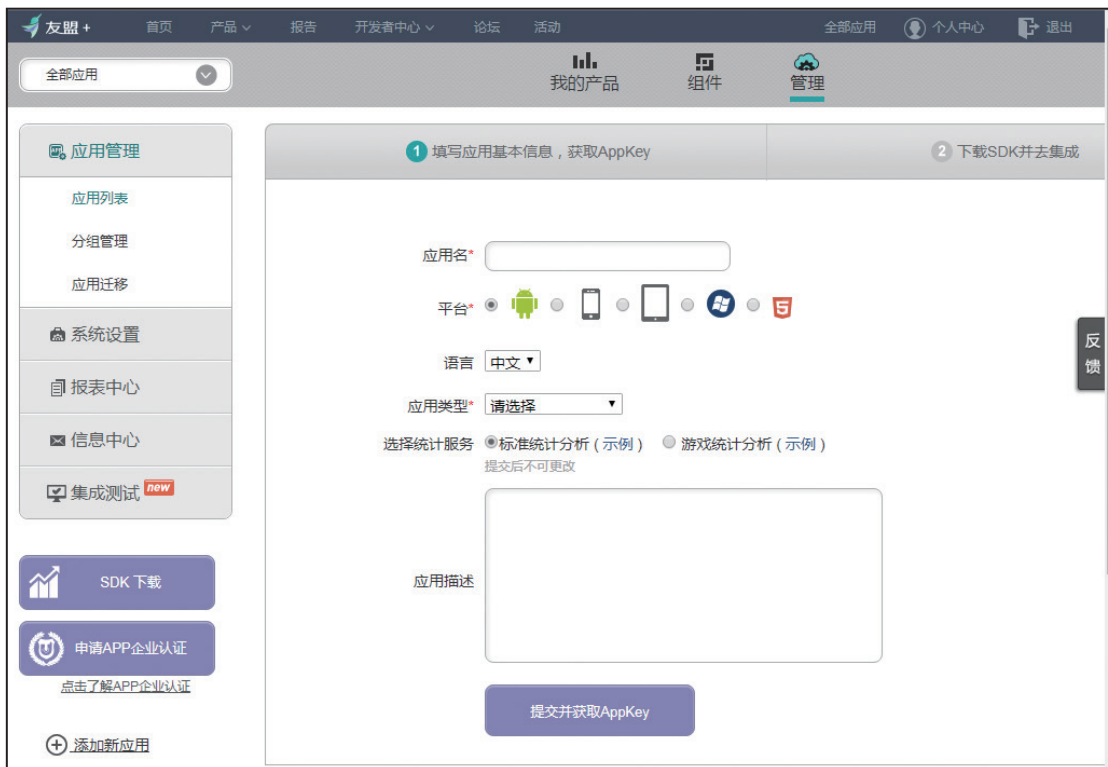 友盟+ 首页 产品 报告 开发者中心 论坛 活动 全部应用 个人中心 退出
全部应用
我的产品 组件 管理
应用管理
应用列表
分组管理
应用迁移
系统设置
报表中心
信息中心
集成测试 new
SDK 下载
申请APP企业认证
点击了解APP企业认证
添加新应用
1 填写应用基本信息，获取AppKey
2 下载SDK并去集成
应用名*
平台*
语言 中文
应用类型* 请选择
选择统计服务 标准统计分析（示例） 游戏统计分析（示例）
提交后不可更改
应用描述
提交并获取AppKey
反
馈